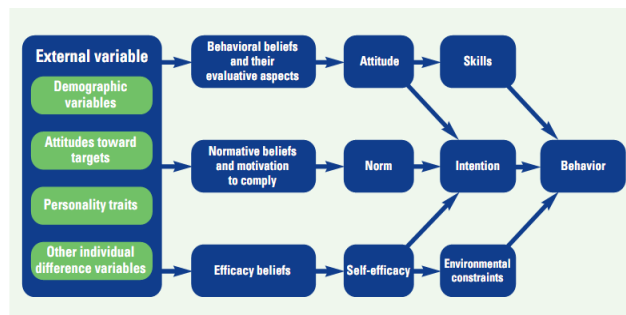 External variable
Demographic
variables
Attitudes toward
targets
Personality traits
Other individual
difference variables
Behavioral beliefs
and their
evaluative aspects
Attitude
Skills
Normative beliefs
and motivation
to comply
Norm
Intention
Behavior
Efficacy beliefs
Self-efficacy
Environmental
constraints